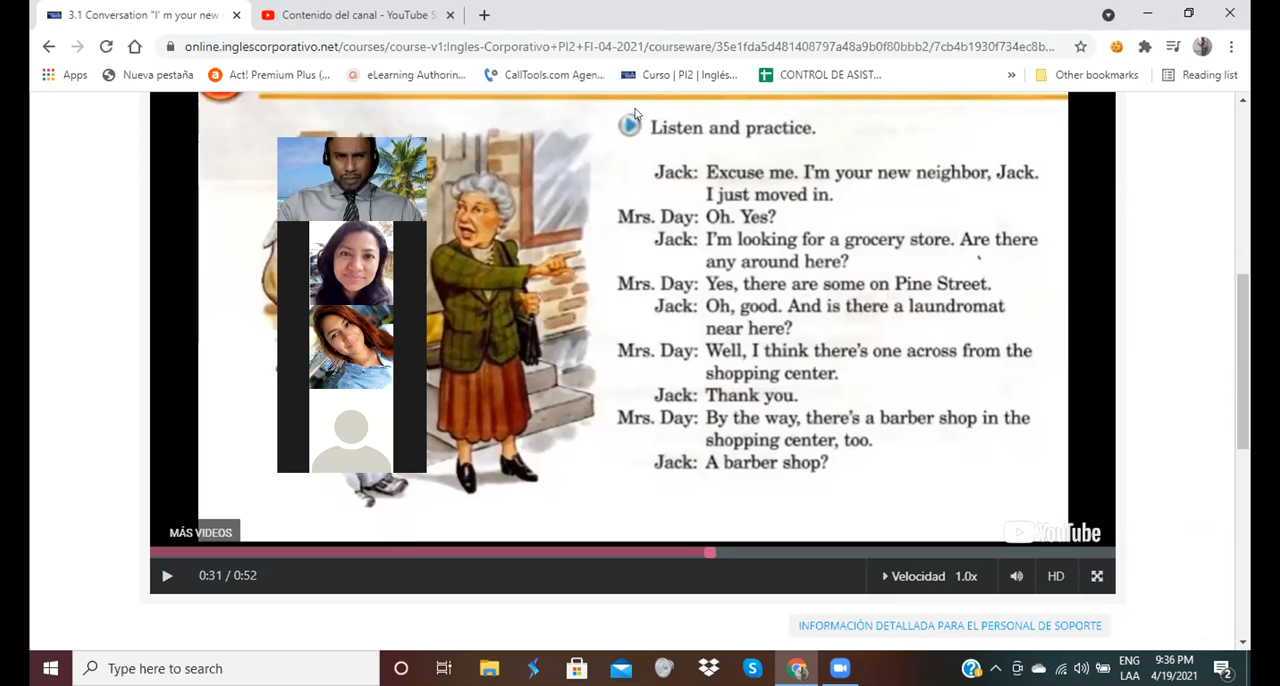 3.1 Conversation "I' m your new n
Contenido del canal - YouTube S
online.inglescorporativo.net/courses/course-v1:Ingles-Corporativo+PI2+FI-04-2021/courseware/35e1fda5d481408797a48a9b0f80bbb2/7cb4b1930f734ec8b...
Apps
Nueva pestaña
Act! Premium Plus (...
eLearning Authorin...
CallTools.com Agen...
Curso | PI2 | Inglés...
CONTROL DE ASIST...
»
Other bookmarks
Reading list
Listen and practice.
Jack: Excuse me. I'm your new neighbor, Jack.
I just moved in.
Mrs. Day: Oh. Yes?
Jack: I'm looking for a grocery store. Are there
any around here?
Mrs. Day: Yes, there are some on Pine Street.
Jack: Oh, good. And is there a laundromat
near here?
Mrs. Day: Well, I think there's one across from the
shopping center.
Jack: Thank you.
Mrs. Day: By the way, there's a barber shop in the
shopping center, too.
Jack: A barber shop?
MÁS VIDEOS
YouTube
0:31 / 0:52
Velocidad 1.0x
HD
INFORMACIÓN DETALLADA PARA EL PERSONAL DE SOPORTE
Type here to search
ENG
LAA
9:36 PM
4/19/2021
2